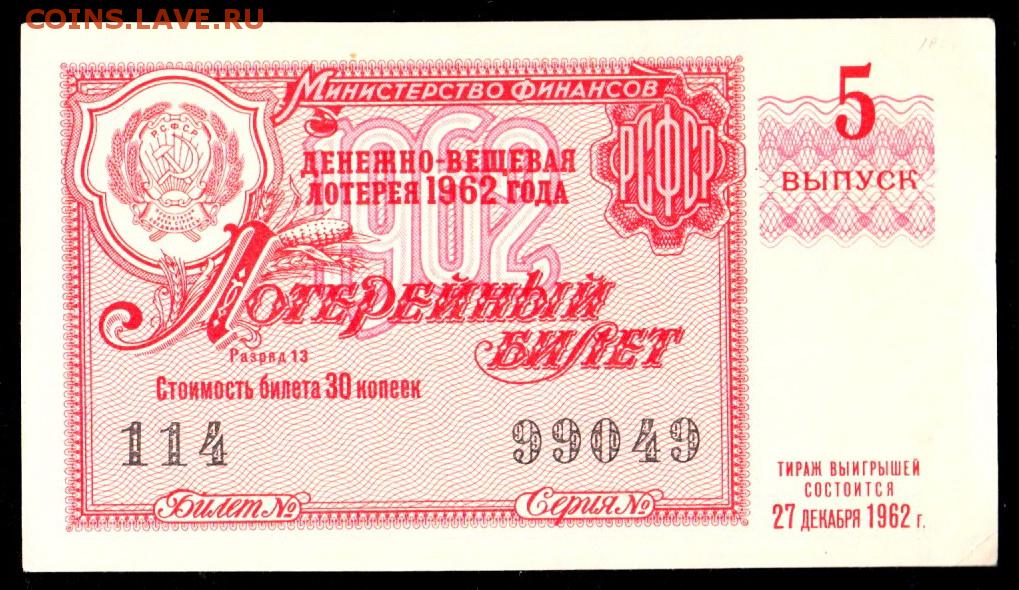 COINS.LAVE.RU
Министерство финансов
РСФСР
ДЕНЕЖНО-ВЕЩЕВАЯ
ЛОТЕРЕЯ 1962 ГОДА
1962
РСФСР
Лотерейный
билет
Разряд 13
Стоимость билета 30 копеек
114 99049
Билет № Серия №
5
ВЫПУСК
ТИРАЖ ВЫИГРЫШЕЙ
СОСТОИТСЯ
27 ДЕКАБРЯ 1962 г.